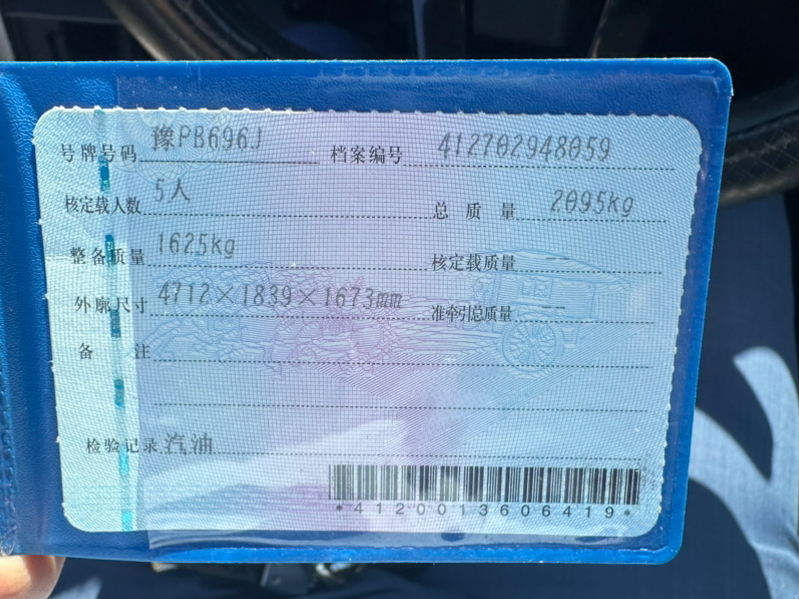 号牌号码 豫PB696J 档案编号 412702948059
核定载人数 5人 总质量 2095kg
整备质量 1625kg 核定载质量 --
外廓尺寸 4712×1839×1673mm 准牵引总质量 --
备注
检验记录 汽油
*4120013606419*